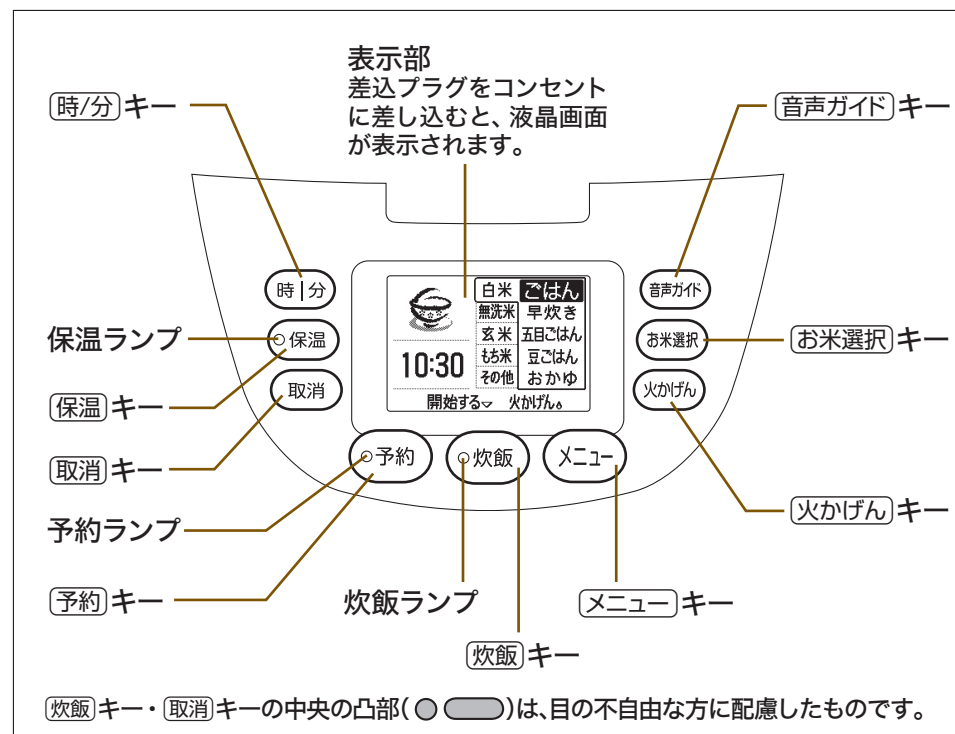 表示部
差込プラグをコンセント
に差し込むと、液晶画面
が表示されます。
時/分キー
音声ガイドキー
時|分
音声ガイド
保温ランプ
保温
お米選択
お米選択キー
保温キー
取消
火かげん
取消キー
白米 ごはん
無洗米 早炊き
玄米 五目ごはん
もち米 豆ごはん
その他 おかゆ
10:30
開始する 火かげん
予約
炊飯
メニュー
火かげんキー
予約ランプ
予約キー
炊飯ランプ
メニューキー
炊飯キー
炊飯キー・取消キーの中央の凸部( )は、目の不自由な方に配慮したものです。